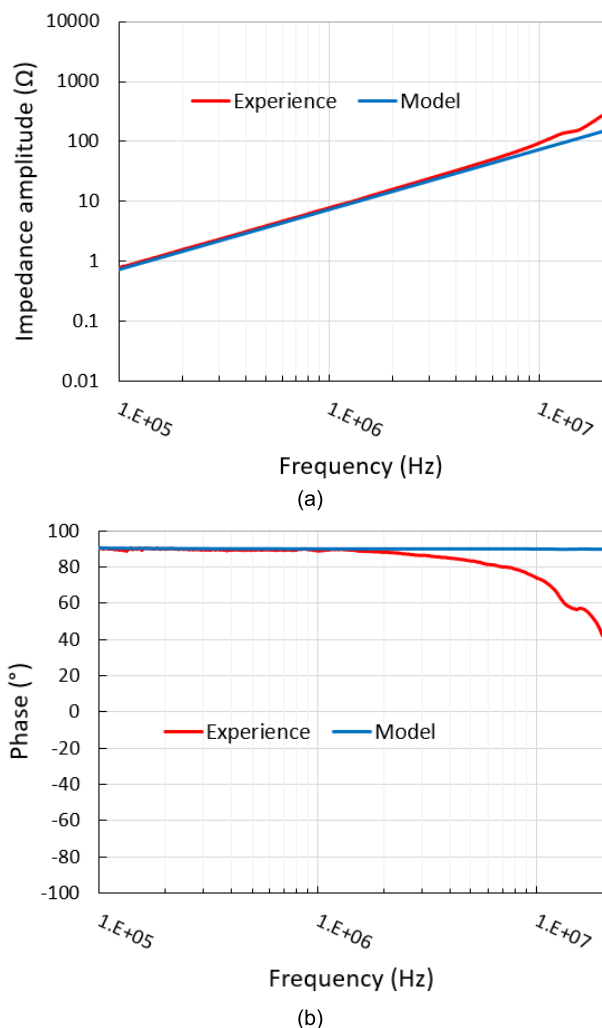 10000
1000
100
10
1
0.1
0.01
Impedance amplitude (Ω)
Experience
Model
1.E+05
1.E+06
1.E+07
Frequency (Hz)
(a)
100
80
60
40
20
0
-20
-40
-60
-80
-100
Phase (°)
Experience
Model
1.E+05
1.E+06
1.E+07
Frequency (Hz)
(b)